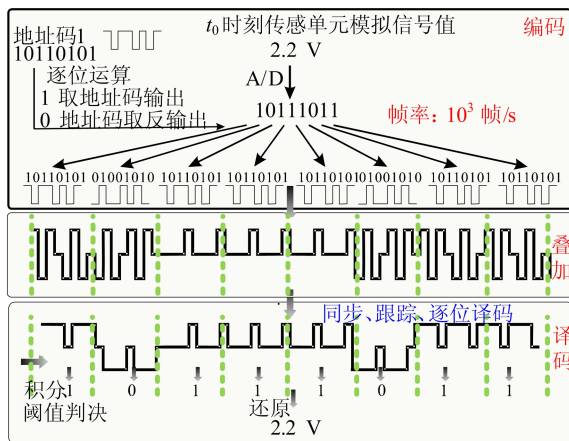 地址码1
10110101
t₀时刻传感单元模拟信号值
2.2 V
编码
逐位运算
1 取地址码输出
0 地址码取反输出
A/D
10111011
帧率：10³ 帧/s
10110101 01001010 10110101 10110101 10110101 01001010 10110101 10110101
叠加
同步、跟踪、逐位译码
译码
积分
阈值判决
1 0 1 1 1 0 1 1
还原
2.2 V